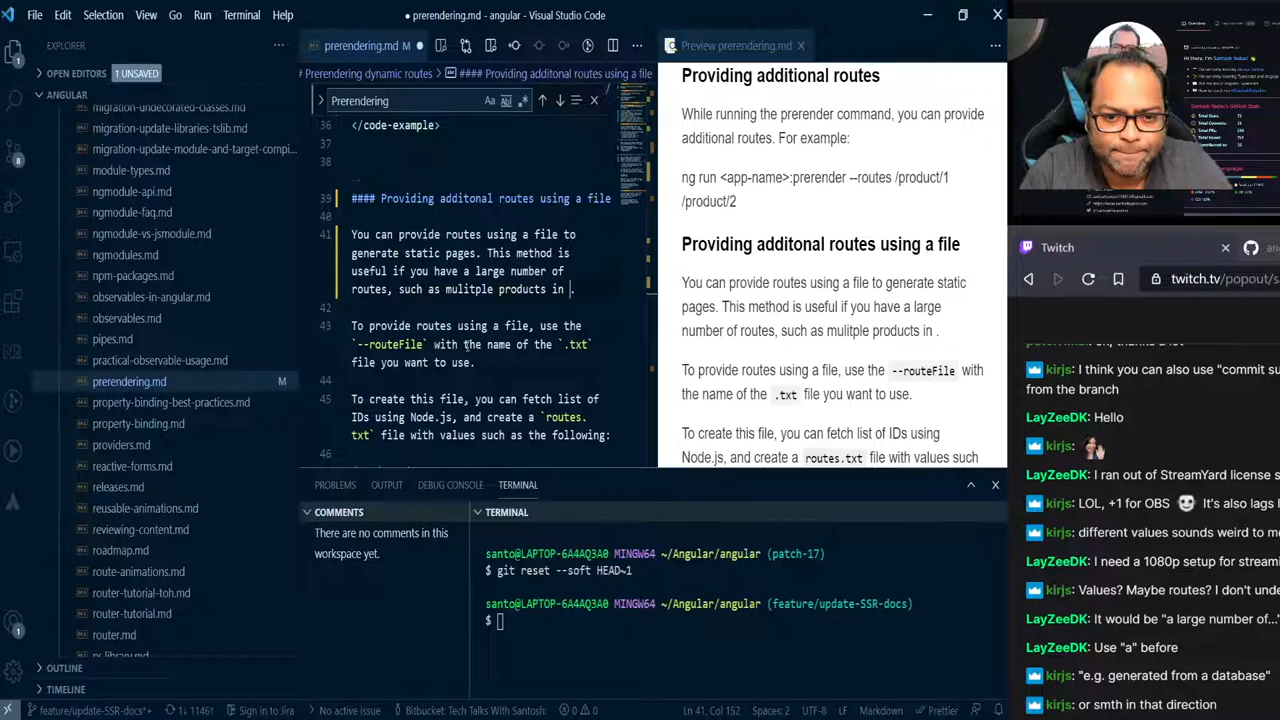 File Edit Selection View Go Run Terminal Help
● prerendering.md - angular - Visual Studio Code
EXPLORER
OPEN EDITORS 1 UNSAVED
ANGULAR
migration-undecorated-classes.md
migration-update-libraries-tslib.md
migration-update-module-and-target-compi...
module-types.md
ngmodule-api.md
ngmodule-faq.md
ngmodule-vs-jsmodule.md
ngmodules.md
npm-packages.md
observables-in-angular.md
observables.md
pipes.md
practical-observable-usage.md
prerendering.md M
property-binding-best-practices.md
property-binding.md
providers.md
reactive-forms.md
releases.md
reusable-animations.md
reviewing-content.md
roadmap.md
route-animations.md
router-tutorial-toh.md
router-tutorial.md
router.md
rx-library.md
OUTLINE
TIMELINE
prerendering.md M
# Prerendering dynamic routes #### Providing additional routes using a file
Prerendering
36 </code-example>
37
38
39 #### Providing additonal routes using a file
40
41 You can provide routes using a file to
generate static pages. This method is
useful if you have a large number of
routes, such as mulitple products in .
42
43 To provide routes using a file, use the
`--routeFile` with the name of the `.txt`
file you want to use.
44
45 To create this file, you can fetch list of
IDs using Node.js, and create a `routes.
txt` file with values such as the following:
46
Preview prerendering.md
Providing additional routes
While running the prerender command, you can provide
additional routes. For example:
ng run <app-name>:prerender --routes /product/1
/product/2
Providing additonal routes using a file
You can provide routes using a file to generate static
pages. This method is useful if you have a large
number of routes, such as mulitple products in .
To provide routes using a file, use the --routeFile with
the name of the .txt file you want to use.
To create this file, you can fetch list of IDs using
Node.js, and create a routes.txt file with values such
PROBLEMS OUTPUT DEBUG CONSOLE TERMINAL
COMMENTS
There are no comments in this
workspace yet.
TERMINAL
santo@LAPTOP-6A4AQ3A0 MINGW64 ~/Angular/angular (patch-17)
$ git reset --soft HEAD~1
santo@LAPTOP-6A4AQ3A0 MINGW64 ~/Angular/angular (feature/update-SSR-docs)
$
feature/update-SSR-docs*+ 1↓ 1146↑ Sign in to Jira No active issue Bitbucket: Tech Talks With Santosh: 0 0 Ln 41, Col 152 Spaces: 2 UTF-8 LF Markdown Prettier
Hi there, I'm Santosh Yadav!
Twitch
twitch.tv/popout/s
kirjs: I think you can also use "commit su
from the branch
LayZeeDK: Hello
kirjs:
LayZeeDK: I ran out of StreamYard license s
kirjs: LOL, +1 for OBS It's also lags l
kirjs: different values sounds weird to me
LayZeeDK: I need a 1080p setup for streami
kirjs: Values? Maybe routes? I don't unde
LayZeeDK: It would be "a large number of..."
LayZeeDK: Use "a" before
kirjs: "e.g. generated from a database"
kirjs: or smth in that direction